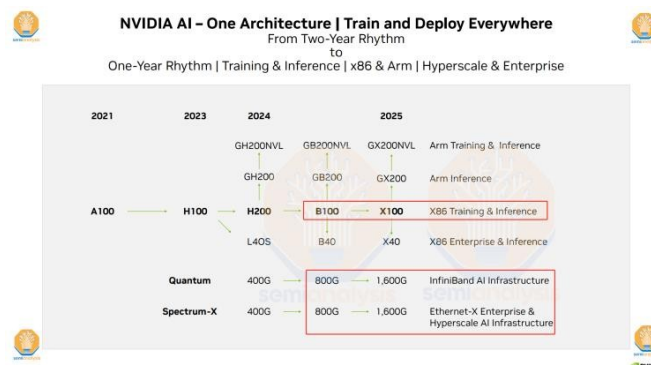 NVIDIA AI – One Architecture | Train and Deploy Everywhere
From Two-Year Rhythm
to
One-Year Rhythm | Training & Inference | x86 & Arm | Hyperscale & Enterprise
2021 2023 2024 2025
GH200NVL GB200NVL GX200NVL Arm Training & Inference
GH200 GB200 GX200 Arm Inference
A100 H100 H200 B100 X100 X86 Training & Inference
L40S B40 X40 X86 Enterprise & Inference
Quantum 400G 800G 1,600G InfiniBand AI Infrastructure
Spectrum-X 400G 800G 1,600G Ethernet-X Enterprise &
Hyperscale AI Infrastructure
semianalysis semianalysis